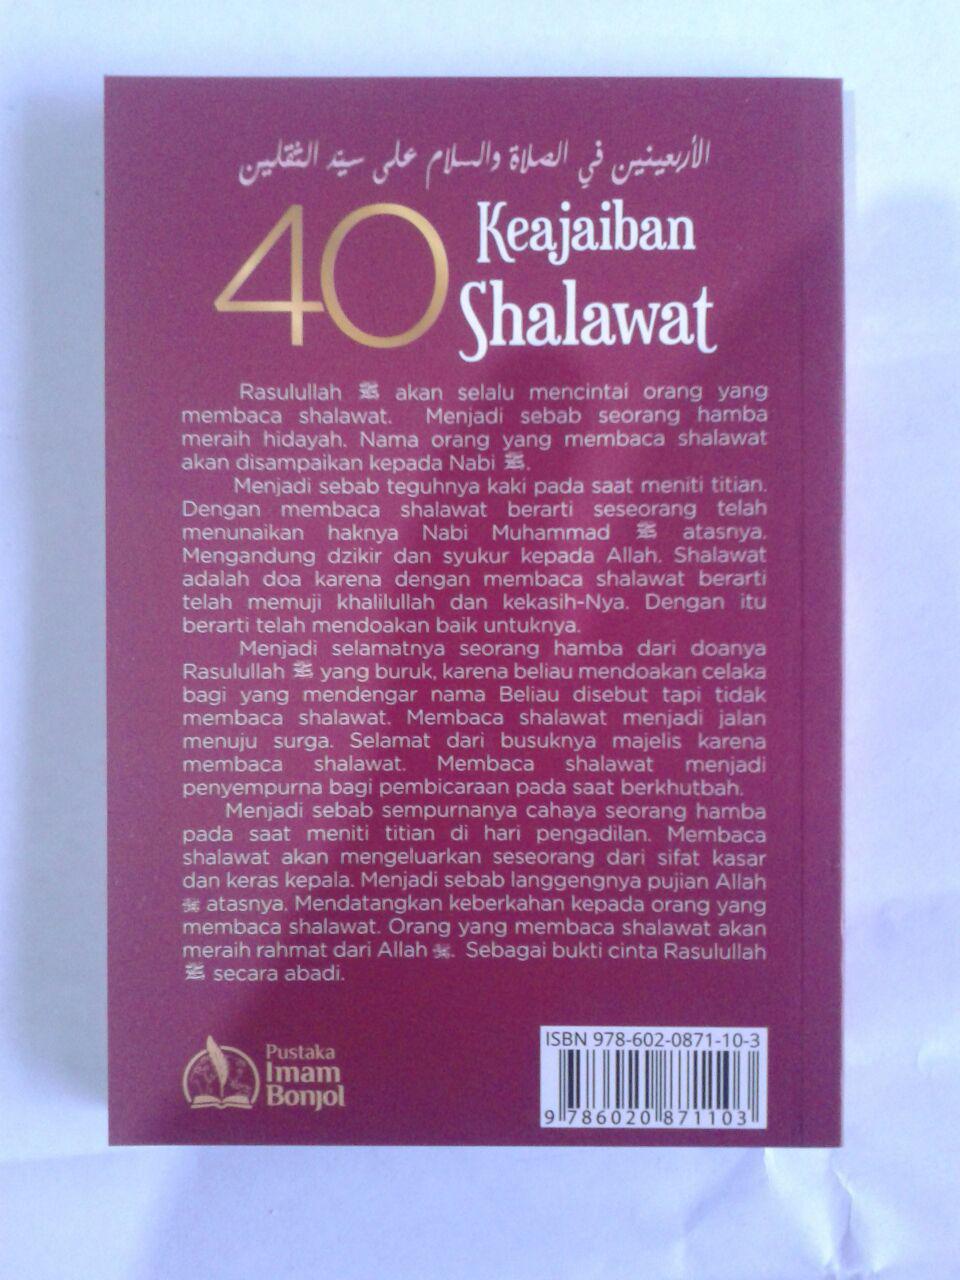 الأربعينين في الصلاة والسلام على سيّد الثقلين
40 Keajaiban
Shalawat
Rasulullah ﷺ akan selalu mencintai orang yang
membaca shalawat. Menjadi sebab seorang hamba
meraih hidayah. Nama orang yang membaca shalawat
akan disampaikan kepada Nabi ﷺ.
Menjadi sebab teguhnya kaki pada saat meniti titian.
Dengan membaca shalawat berarti seseorang telah
menunaikan haknya Nabi Muhammad ﷺ atasnya.
Mengandung dzikir dan syukur kepada Allah. Shalawat
adalah doa karena dengan membaca shalawat berarti
telah memuji khalilullah dan kekasih-Nya. Dengan itu
berarti telah mendoakan baik untuknya.
Menjadi selamatnya seorang hamba dari doanya
Rasulullah ﷺ yang buruk, karena beliau mendoakan celaka
bagi yang mendengar nama Beliau disebut tapi tidak
membaca shalawat. Membaca shalawat menjadi jalan
menuju surga. Selamat dari busuknya majelis karena
membaca shalawat. Membaca shalawat menjadi
penyempurna bagi pembicaraan pada saat berkhutbah.
Menjadi sebab sempurnanya cahaya seorang hamba
pada saat meniti titian di hari pengadilan. Membaca
shalawat akan mengeluarkan seseorang dari sifat kasar
dan keras kepala. Menjadi sebab langgengnya pujian Allah
atasnya. Mendatangkan keberkahan kepada orang yang
membaca shalawat. Orang yang membaca shalawat akan
meraih rahmat dari Allah. Sebagai bukti cinta Rasulullah
ﷺ secara abadi.
Pustaka
Imam
Bonjol
ISBN 978-602-0871-10-3
9 786020 871103